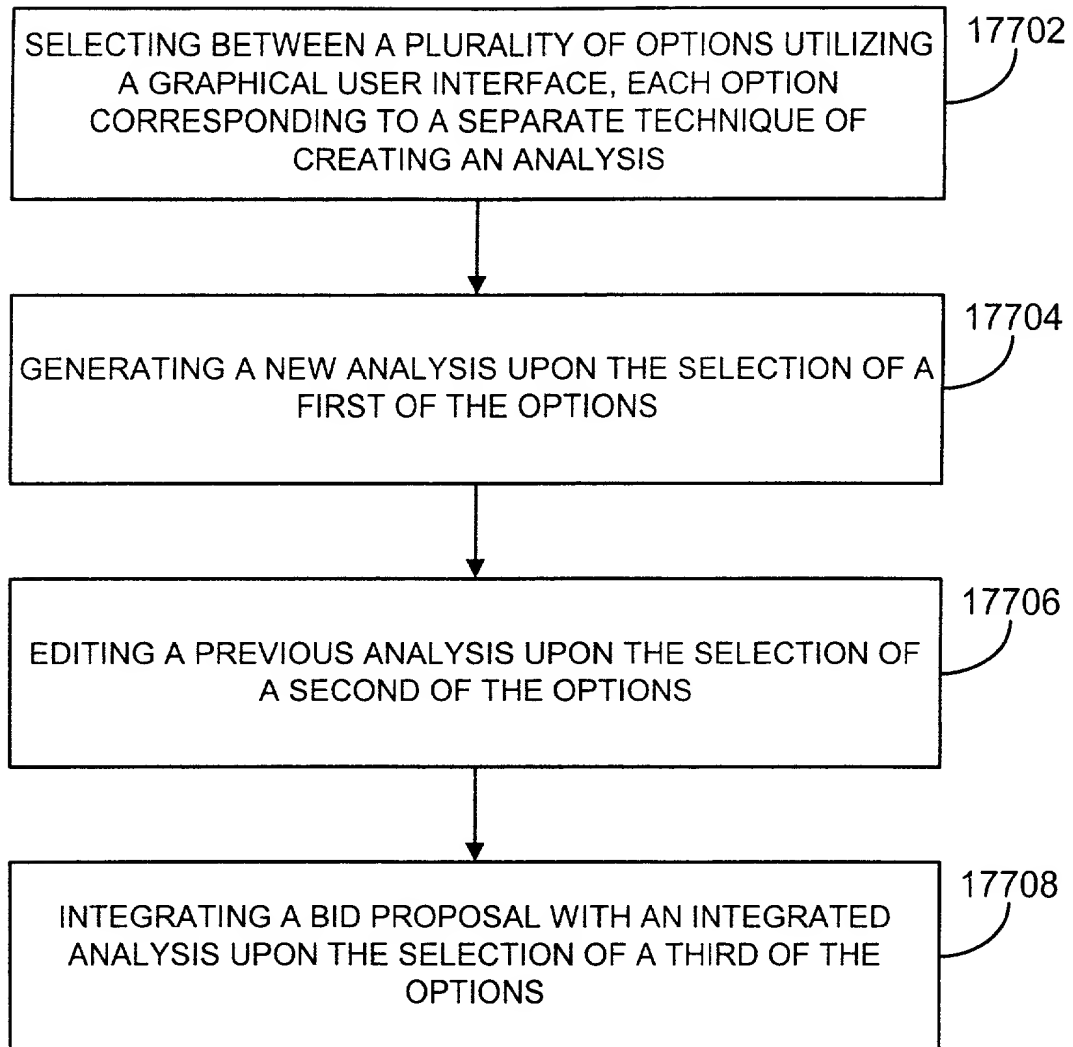 SELECTING BETWEEN A PLURALITY OF OPTIONS UTILIZING
A GRAPHICAL USER INTERFACE, EACH OPTION
CORRESPONDING TO A SEPARATE TECHNIQUE OF
CREATING AN ANALYSIS
17702
GENERATING A NEW ANALYSIS UPON THE SELECTION OF A
FIRST OF THE OPTIONS
17704
EDITING A PREVIOUS ANALYSIS UPON THE SELECTION OF
A SECOND OF THE OPTIONS
17706
INTEGRATING A BID PROPOSAL WITH AN INTEGRATED
ANALYSIS UPON THE SELECTION OF A THIRD OF THE
OPTIONS
17708